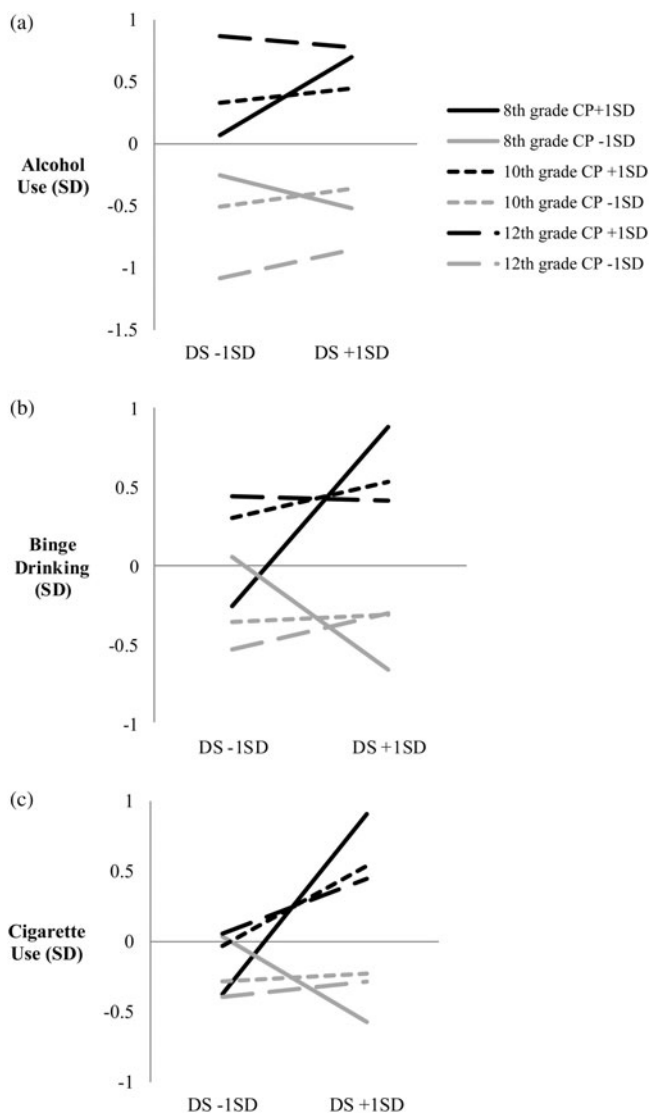 (a)
1
0.5
0
-0.5
-1
-1.5
Alcohol
Use (SD)
DS -1SD
DS +1SD
8th grade CP+1SD
8th grade CP -1SD
10th grade CP +1SD
10th grade CP -1SD
12th grade CP +1SD
12th grade CP -1SD
(b)
1
0.5
0
-0.5
-1
Binge
Drinking
(SD)
DS -1SD
DS +1SD
(c)
1
0.5
0
-0.5
-1
Cigarette
Use (SD)
DS -1SD
DS +1SD